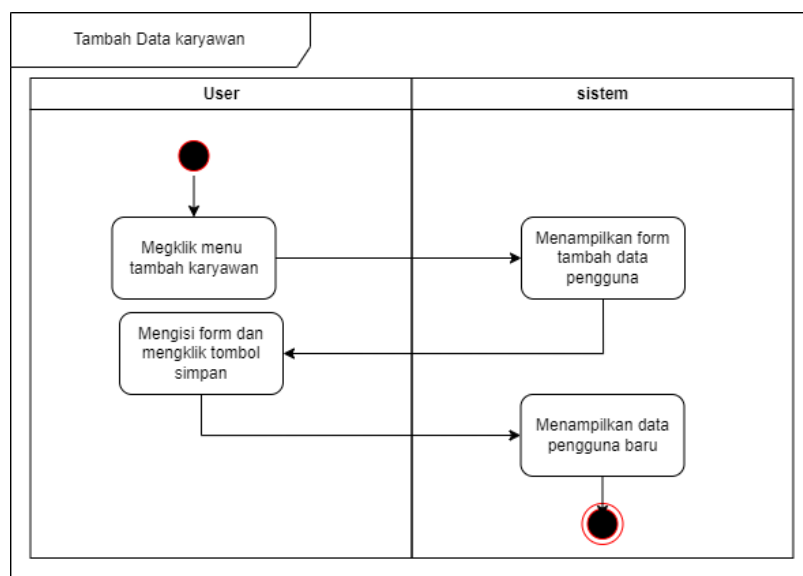 Tambah Data karyawan
User
sistem
Megklik menu
tambah karyawan
Menampilkan form
tambah data
pengguna
Mengisi form dan
mengklik tombol
simpan
Menampilkan data
pengguna baru